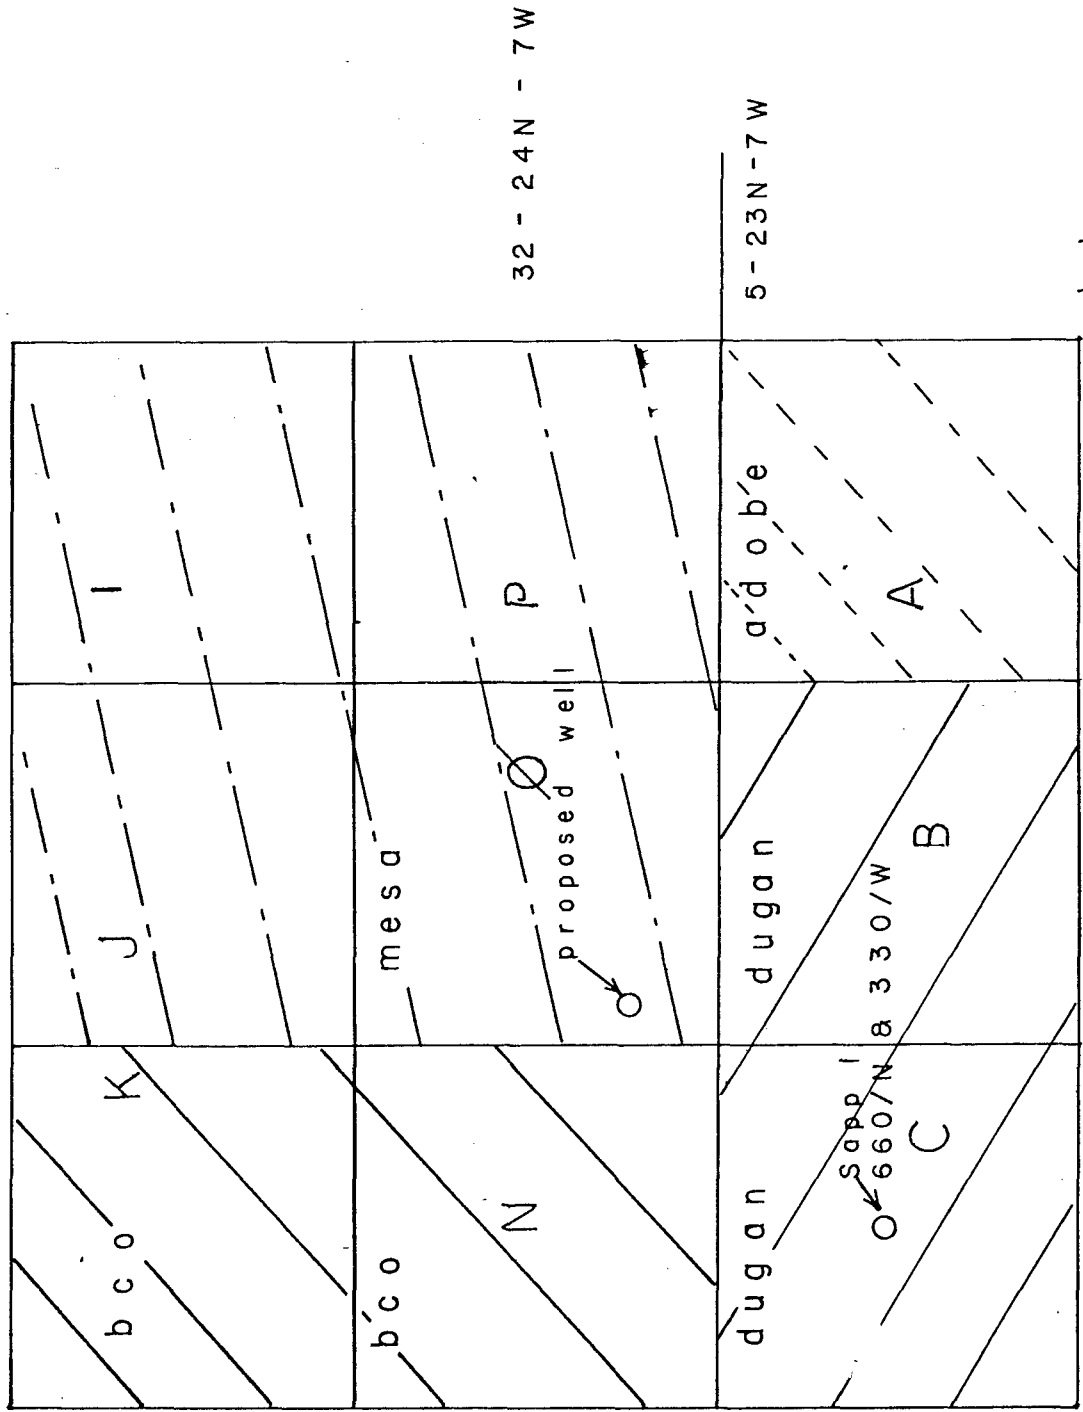 bco K J I
bco mesa
N O P 32-24N-7W
proposed well
dugan dugan adobe 5-23N-7W
Sapp 1
660/N & 330/W
C B A